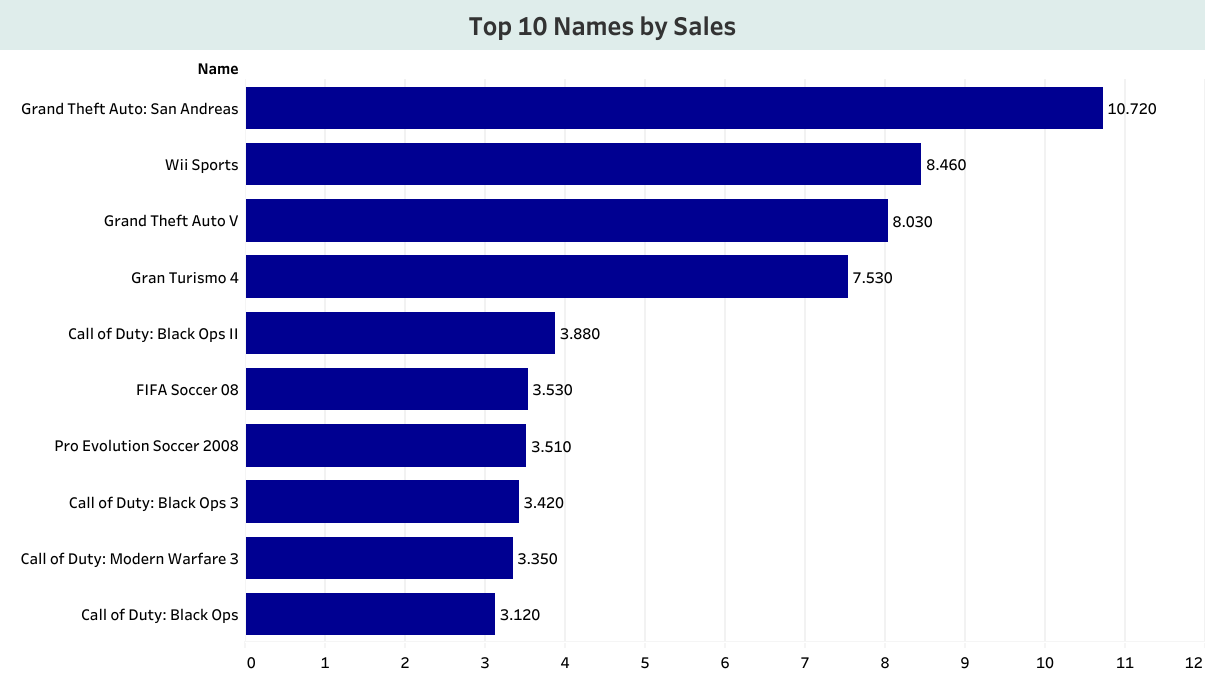 Top 10 Names by Sales
Name
Grand Theft Auto: San Andreas 10.720
Wii Sports 8.460
Grand Theft Auto V 8.030
Gran Turismo 4 7.530
Call of Duty: Black Ops II 3.880
FIFA Soccer 08 3.530
Pro Evolution Soccer 2008 3.510
Call of Duty: Black Ops 3 3.420
Call of Duty: Modern Warfare 3 3.350
Call of Duty: Black Ops 3.120
0 1 2 3 4 5 6 7 8 9 10 11 12